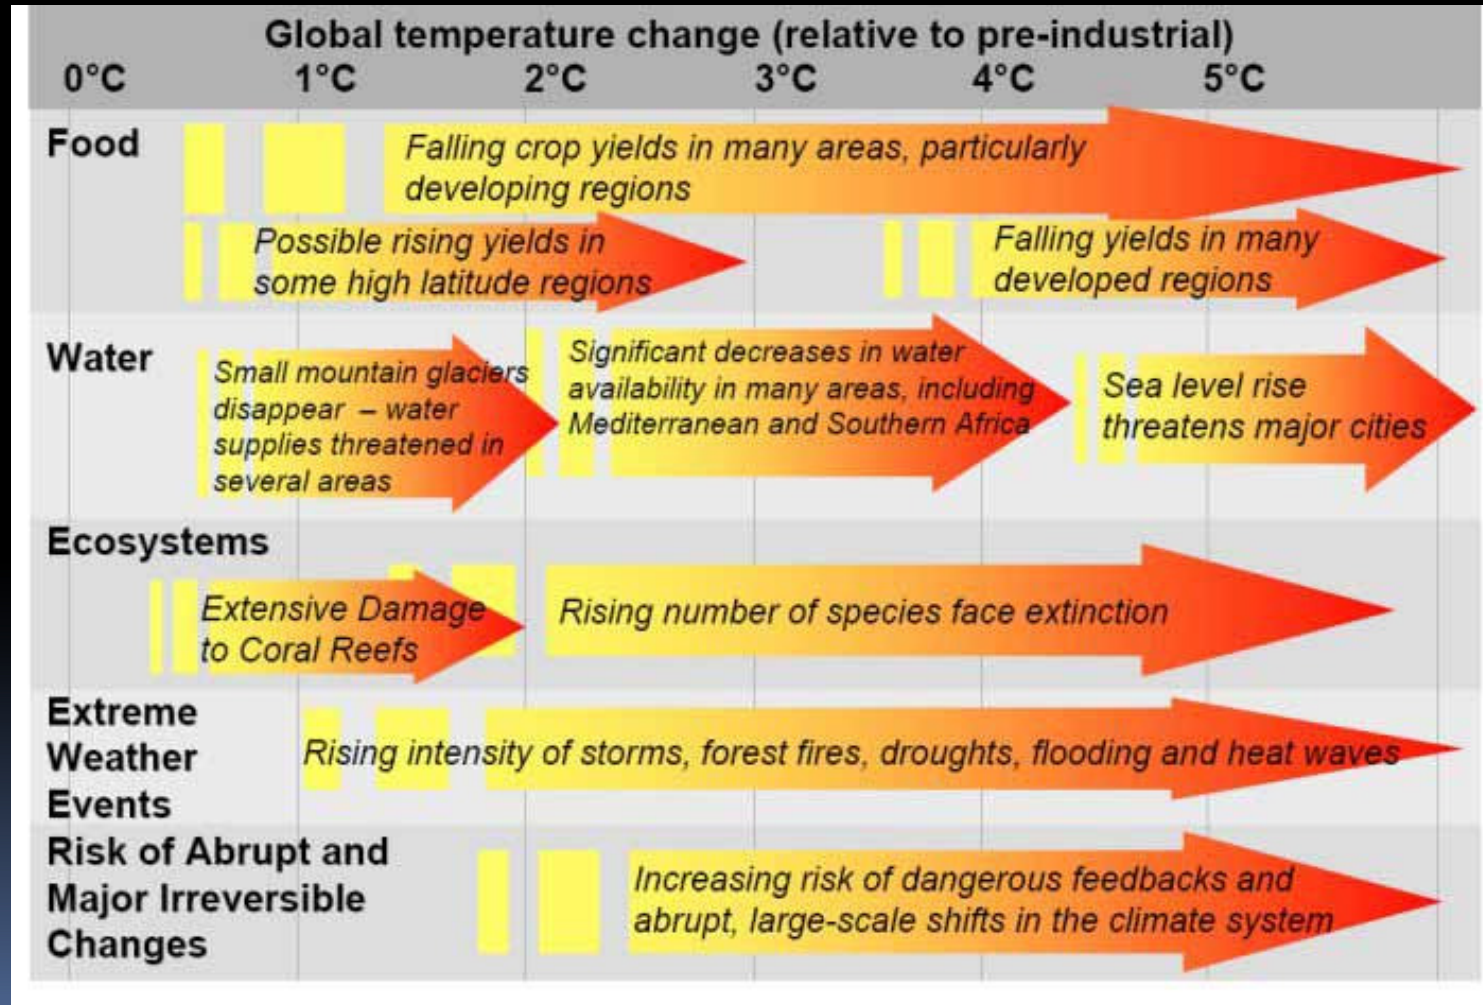 Global temperature change (relative to pre-industrial)
0°C 1°C 2°C 3°C 4°C 5°C
Food
Falling crop yields in many areas, particularly
developing regions
Possible rising yields in
some high latitude regions
Falling yields in many
developed regions
Water
Small mountain glaciers
disappear – water
supplies threatened in
several areas
Significant decreases in water
availability in many areas, including
Mediterranean and Southern Africa
Sea level rise
threatens major cities
Ecosystems
Extensive Damage
to Coral Reefs
Rising number of species face extinction
Extreme
Weather
Events
Rising intensity of storms, forest fires, droughts, flooding and heat waves
Risk of Abrupt and
Major Irreversible
Changes
Increasing risk of dangerous feedbacks and
abrupt, large-scale shifts in the climate system